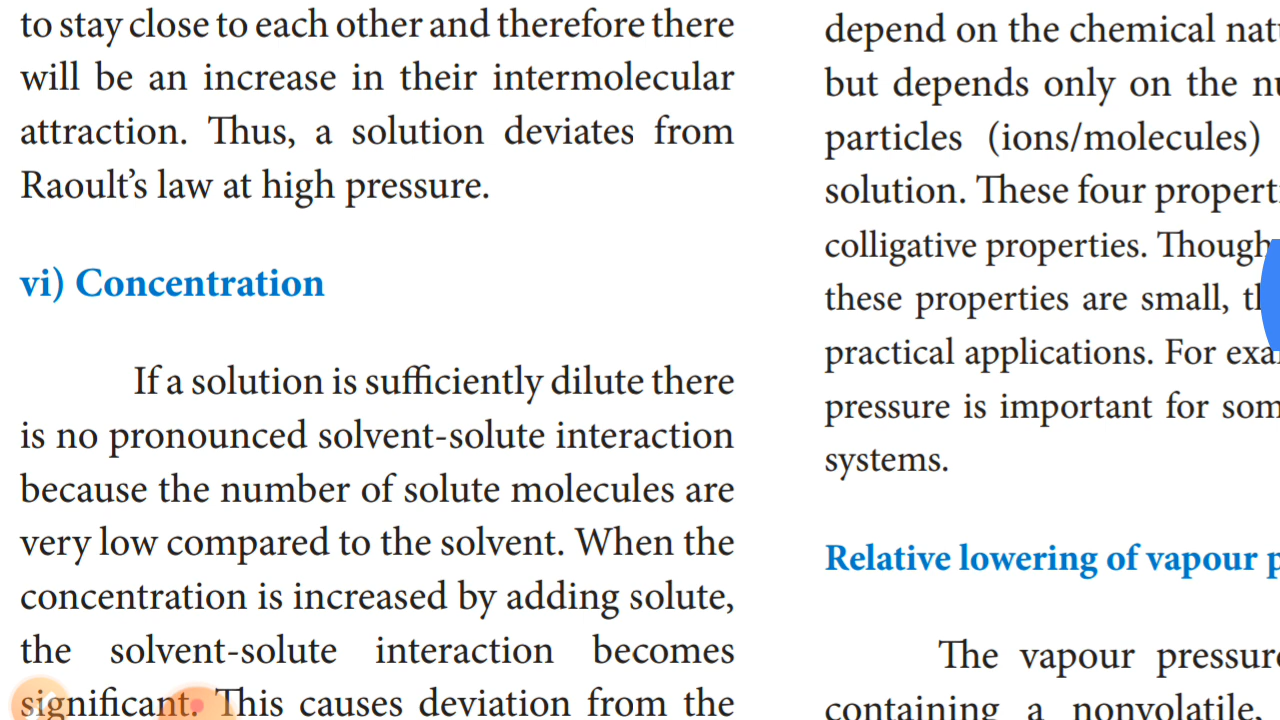 to stay close to each other and therefore there
will be an increase in their intermolecular
attraction. Thus, a solution deviates from
Raoult’s law at high pressure.
vi) Concentration
If a solution is sufficiently dilute there
is no pronounced solvent-solute interaction
because the number of solute molecules are
very low compared to the solvent. When the
concentration is increased by adding solute,
the solvent-solute interaction becomes
significant. This causes deviation from the
depend on the chemical
but depends only on the
particles (ions/molecules)
solution. These four
colligative properties. Though
these properties are small,
practical applications. For
pressure is important for
systems.
Relative lowering of vapour
The vapour pressure
containing a nonvolatile,